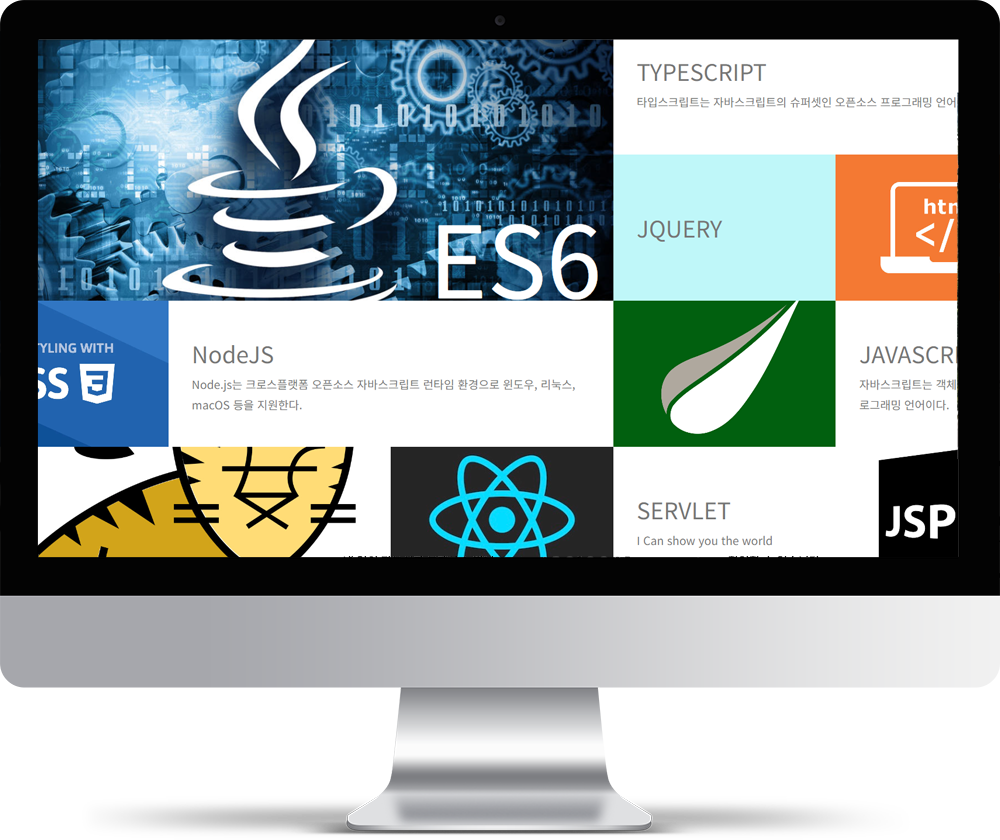 TYPESCRIPT
타입스크립트는 자바스크립트의 슈퍼셋인 오픈소스 프로그래밍 언어
1010101010
ES6
JQUERY
</
YLING WITH
SS
3
NodeJS
Node.js는 크로스플랫폼 오픈소스 자바스크립트 런타임 환경으로 윈도우, 리눅스,
macOS 등을 지원한다.
JAVASCRI
자바스크립트는 객체
로그래밍 언어이다.
SERVLET
I Can show you the world
JSP